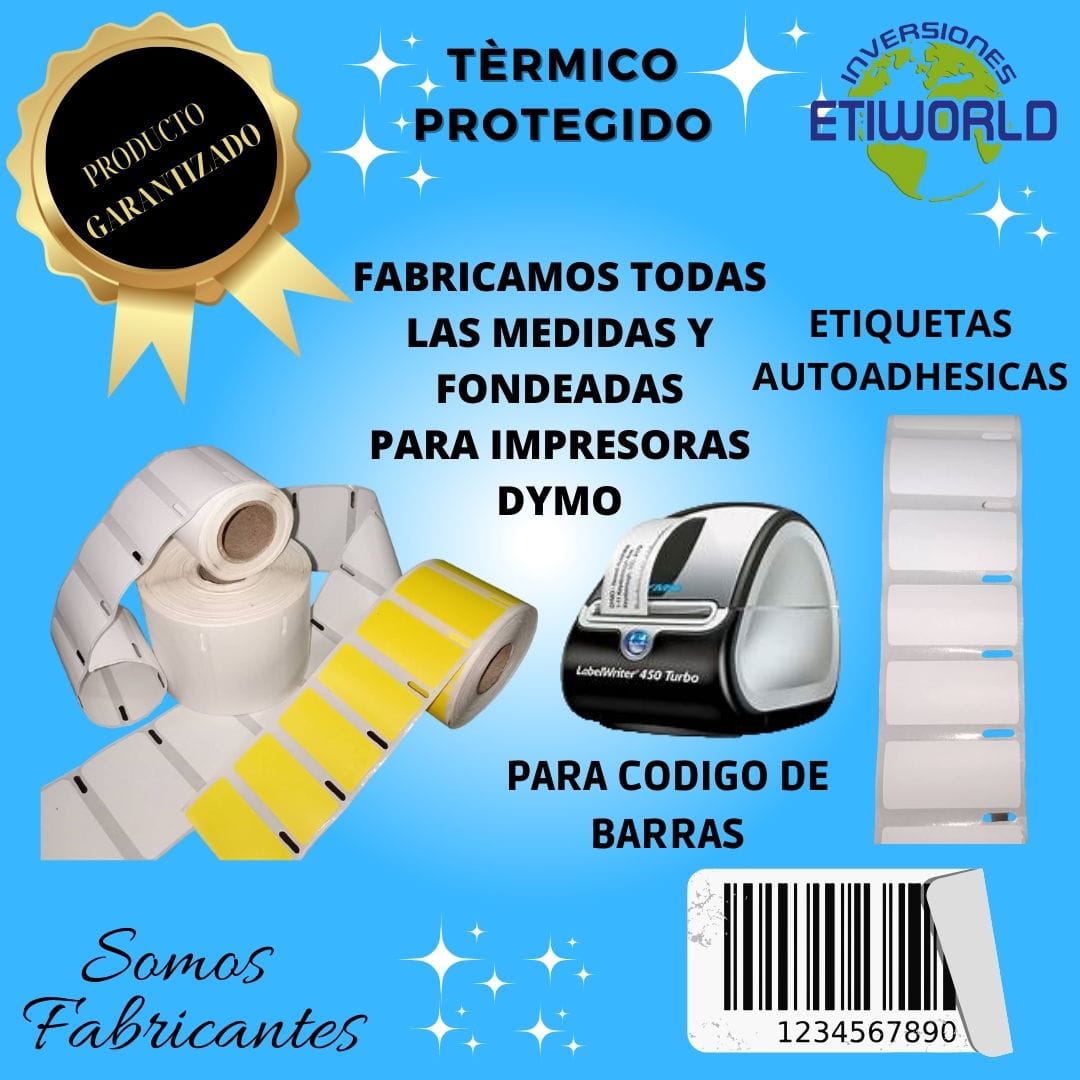 PRODUCTO
GARANTIZADO
TÈRMICO
PROTEGIDO
INVERSIONES
ETIWORLD
FABRICAMOS TODAS
LAS MEDIDAS Y
FONDEADAS
PARA IMPRESORAS
DYMO
ETIQUETAS
AUTOADHESICAS
LabelWriter 450 Turbo
PARA CODIGO DE
BARRAS
1234567890
Somos
Fabricantes